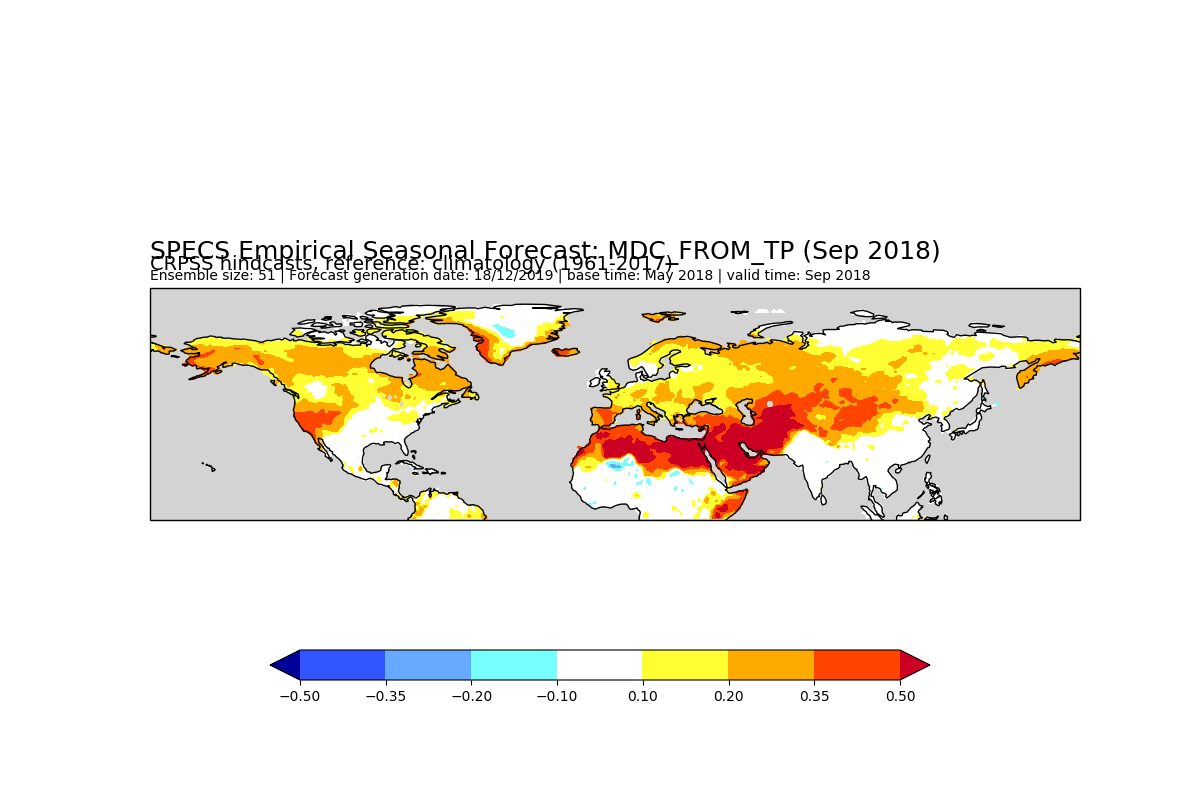 SPECS Empirical Seasonal Forecast: MDC_FROM_TP (Sep 2018)
CRPSS hindcasts, reference: climatology (1961-2017)
Ensemble size: 51 | Forecast generation date: 18/12/2019 | base time: May 2018 | valid time: Sep 2018
−0.50 −0.35 −0.20 −0.10 0.10 0.20 0.35 0.50